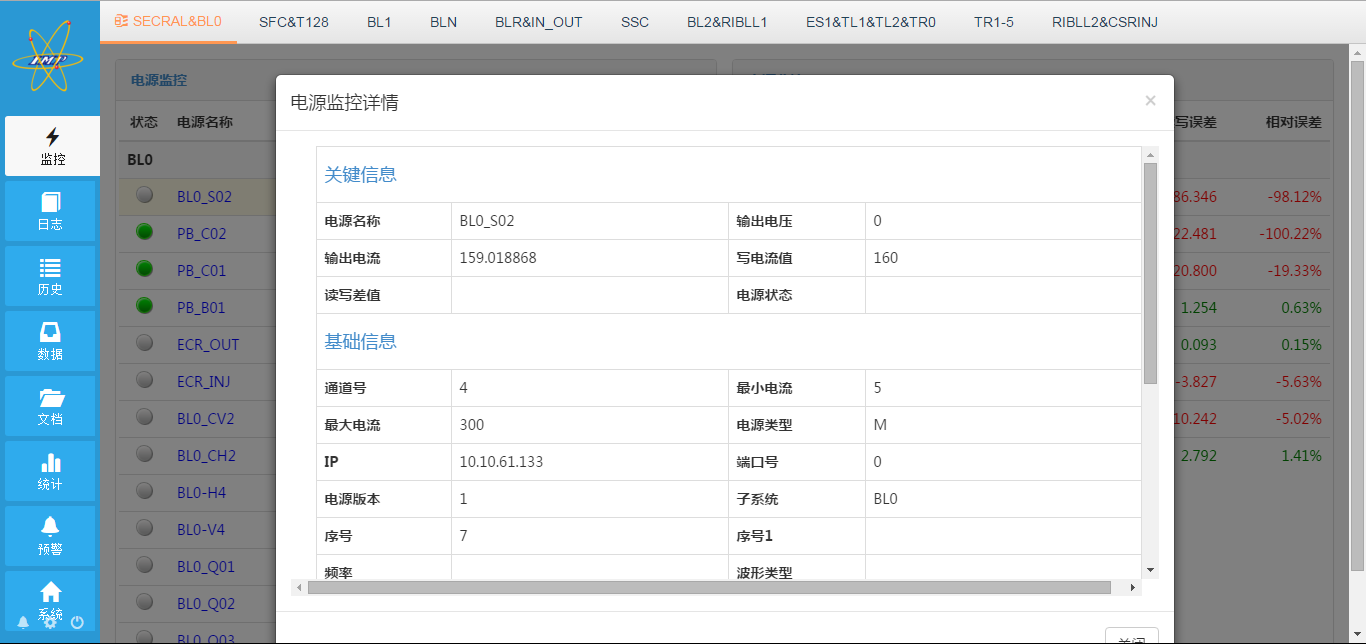 SECRAL&BL0 SFC&T128 BL1 BLN BLR&IN_OUT SSC BL2&RIBLL1 ES1&TL1&TL2&TR0 TR1-5 RIBLL2&CSRINJ
IMP
监控
日志
历史
数据
文档
统计
预警
系统
电源监控
状态 电源名称
BL0
BL0_S02
PB_C02
PB_C01
PB_B01
ECR_OUT
ECR_INJ
BL0_CV2
BL0_CH2
BL0-H4
BL0-V4
BL0_Q01
BL0_Q02
BL0_Q03
电源监控详情 ×
关键信息
电源名称 BL0_S02 输出电压 0
输出电流 159.018868 写电流值 160
读写差值 电源状态
基础信息
通道号 4 最小电流 5
最大电流 300 电源类型 M
IP 10.10.61.133 端口号 0
电源版本 1 子系统 BL0
序号 7 序号1
频率 波形类型
关闭
写误差 相对误差
86.346 -98.12%
22.481 -100.22%
20.800 -19.33%
1.254 0.63%
0.093 0.15%
-3.827 -5.63%
10.242 -5.02%
2.792 1.41%